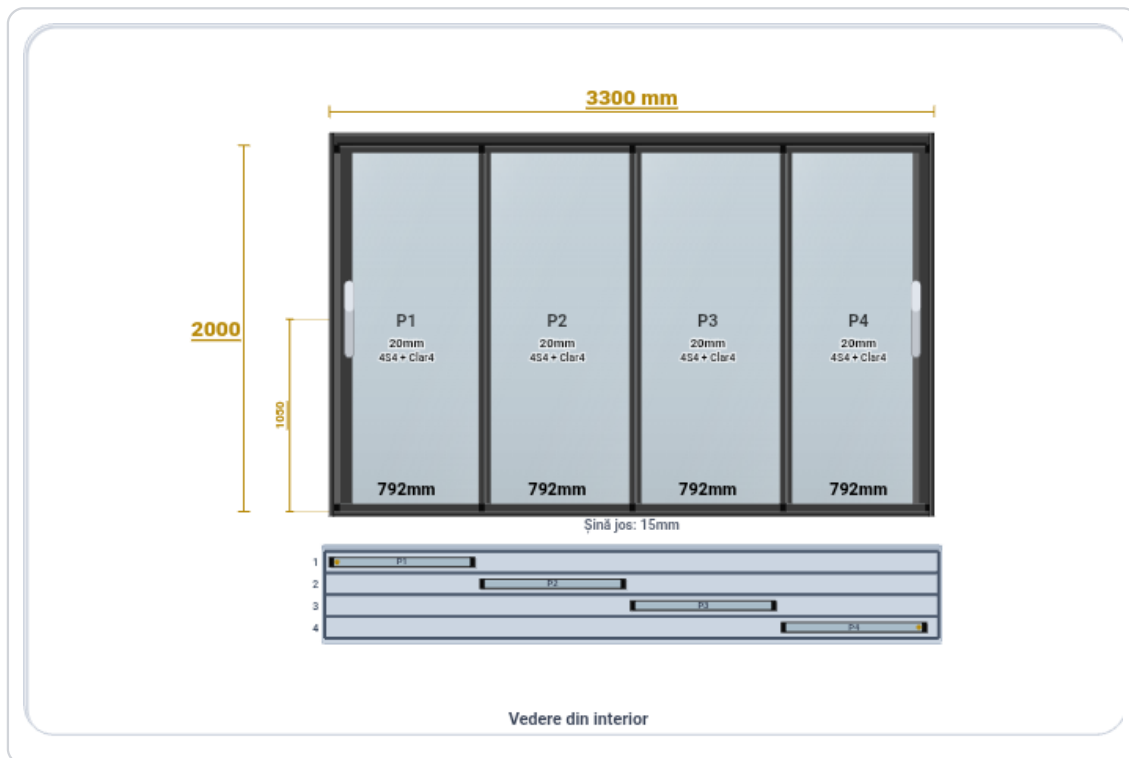 3300 mm
2000
1050
P1
20mm
4S4 + Clar4
792mm
P2
20mm
4S4 + Clar4
792mm
P3
20mm
4S4 + Clar4
792mm
P4
20mm
4S4 + Clar4
792mm
Șină jos: 15mm
1 P1
2 P2
3 P3
4 P4
Vedere din interior